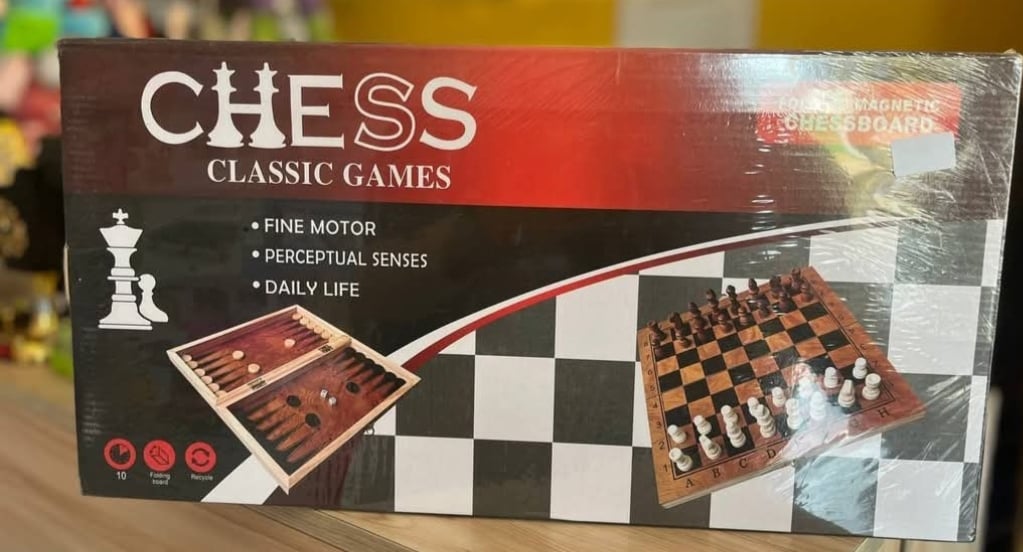 CHESS
CLASSIC GAMES
MAGNETIC
CHESSBOARD
• FINE MOTOR
• PERCEPTUAL SENSES
• DAILY LIFE
10
Folding
board
Recycle
A B C D
H